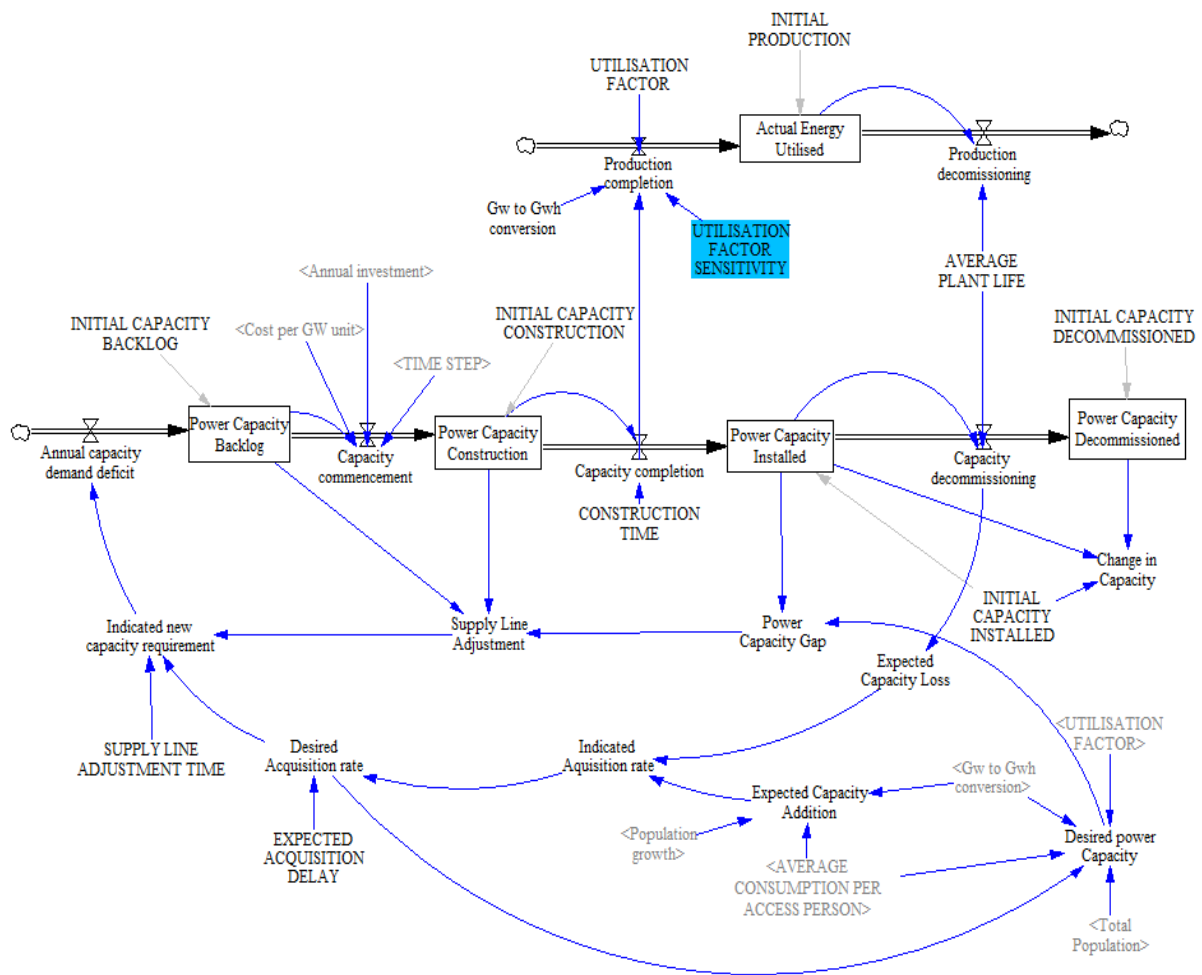 INITIAL
PRODUCTION
UTILISATION
FACTOR
Actual Energy
Utilised
Production
completion
Production
decomissioning
Gw to Gwh
conversion
UTILISATION
FACTOR
SENSITIVITY
AVERAGE
PLANT LIFE
<Annual investment>
INITIAL CAPACITY
BACKLOG
<Cost per GW unit>
INITIAL CAPACITY
CONSTRUCTION
INITIAL CAPACITY
DECOMMISSIONED
<TIME STEP>
Power Capacity
Backlog
Power Capacity
Construction
Power Capacity
Installed
Power Capacity
Decommissioned
Annual capacity
demand deficit
Capacity
commencement
Capacity completion
Capacity
decommissioning
CONSTRUCTION
TIME
Change in
Capacity
Indicated new
capacity requirement
Supply Line
Adjustment
Power
Capacity Gap
INITIAL
CAPACITY
INSTALLED
Expected
Capacity Loss
SUPPLY LINE
ADJUSTMENT TIME
Desired
Acquisition rate
Indicated
Aquisition rate
<UTILISATION
FACTOR>
Expected Capacity
Addition
<Gw to Gwh
conversion>
<Population
growth>
Desired power
Capacity
EXPECTED
ACQUISITION
DELAY
<AVERAGE
CONSUMPTION PER
ACCESS PERSON>
<Total
Population>